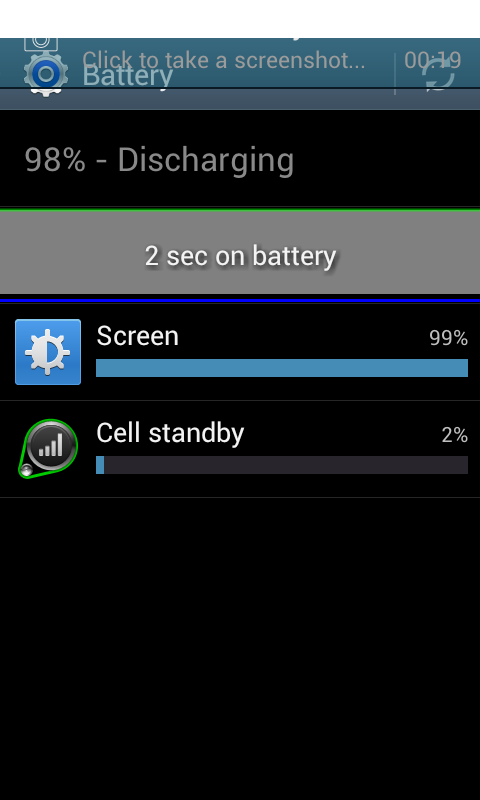 Click to take a screenshot... 00:19
Battery
98% - Discharging
2 sec on battery
Screen 99%
Cell standby 2%